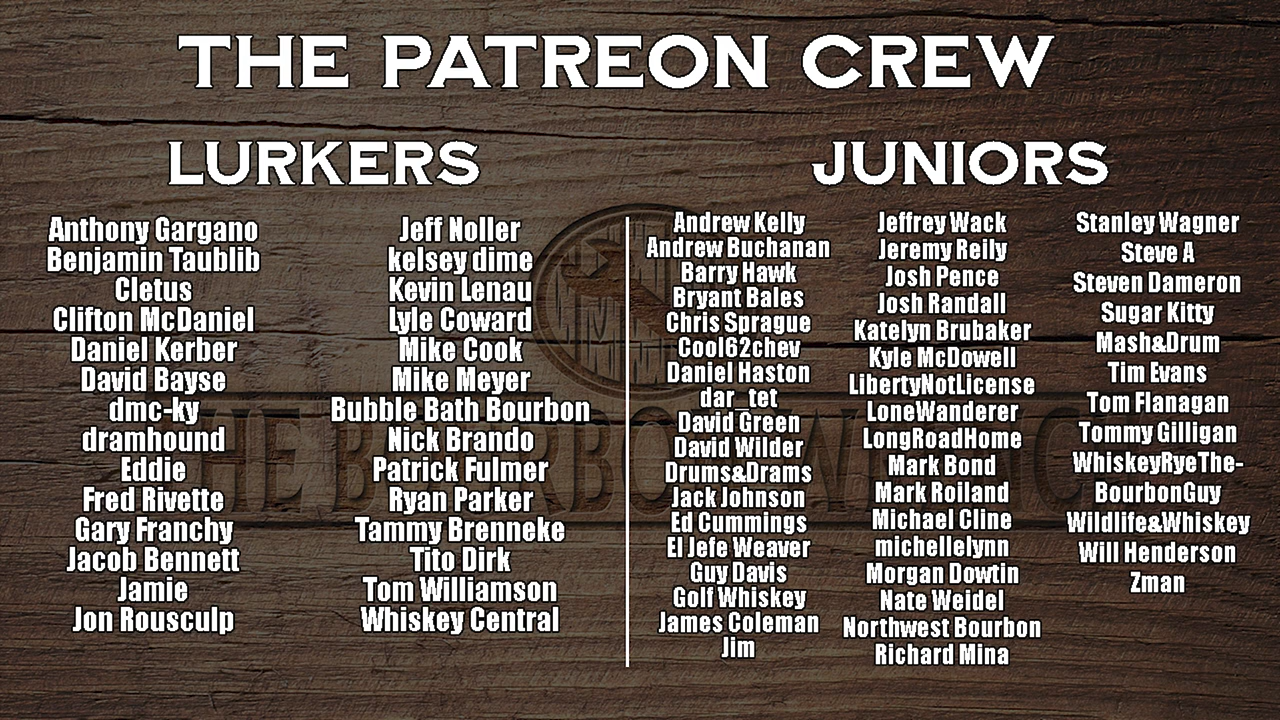 THE PATREON CREW
LURKERS
Anthony Gargano
Benjamin Taublib
Cletus
Clifton McDaniel
Daniel Kerber
David Bayse
dmc-ky
dramhound
Eddie
Fred Rivette
Gary Franchy
Jacob Bennett
Jamie
Jon Rousculp
Jeff Noller
kelsey dime
Kevin Lenau
Lyle Coward
Mike Cook
Mike Meyer
Bubble Bath Bourbon
Nick Brando
Patrick Fulmer
Ryan Parker
Tammy Brenneke
Tito Dirk
Tom Williamson
Whiskey Central
JUNIORS
Andrew Kelly
Andrew Buchanan
Barry Hawk
Bryant Bales
Chris Sprague
Cool62chev
Daniel Haston
dar_tet
David Green
David Wilder
Drums&Drams
Jack Johnson
Ed Cummings
El Jefe Weaver
Guy Davis
Golf Whiskey
James Coleman
Jim
Jeffrey Wack
Jeremy Reily
Josh Pence
Josh Randall
Katelyn Brubaker
Kyle McDowell
LibertyNotLicense
LoneWanderer
LongRoadHome
Mark Bond
Mark Roiland
Michael Cline
michellelynn
Morgan Dowtin
Nate Weidel
Northwest Bourbon
Richard Mina
Stanley Wagner
Steve A
Steven Dameron
Sugar Kitty
Mash&Drum
Tim Evans
Tom Flanagan
Tommy Gilligan
WhiskeyRyeThe-
BourbonGuy
Wildlife&Whiskey
Will Henderson
Zman